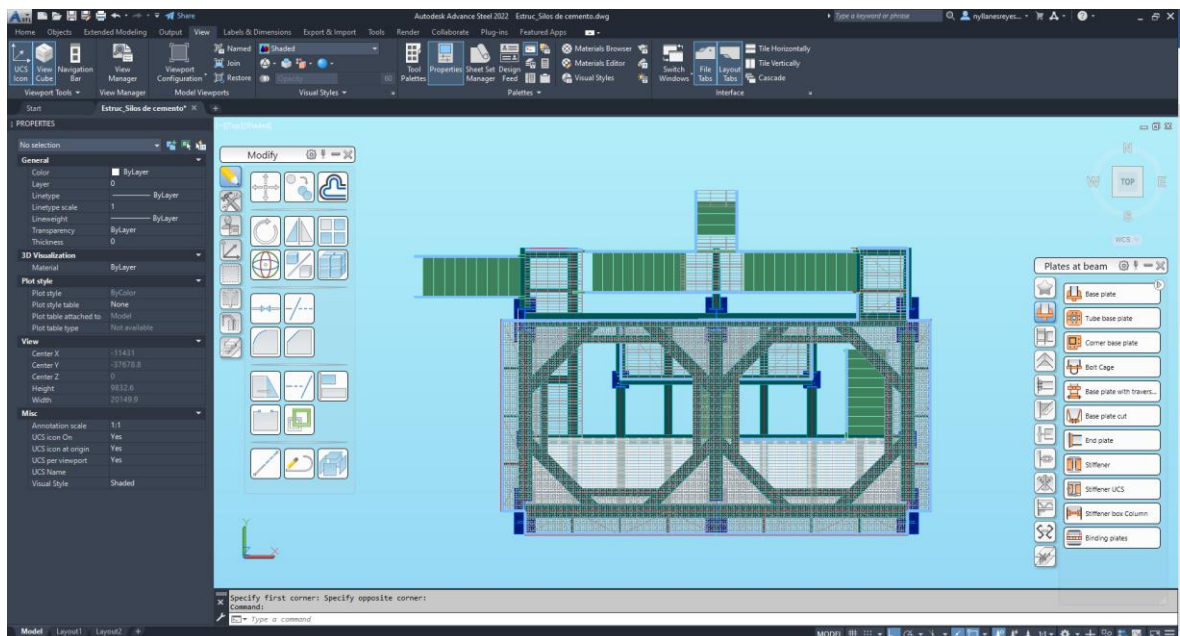 Share
Autodesk Advance Steel 2022 Estruc_Silos de cemento.dwg
Type a keyword or phrase
nyllanesreyes...
Home Objects Extended Modeling Output View Labels & Dimensions Export & Import Tools Render Collaborate Plug-ins Featured Apps
UCS Icon
View Cube
Navigation Bar
View Manager
Viewport Configuration
Named
Join
Restore
Shaded
Opacity 60
Tool Palettes
Properties
Sheet Set Manager
Design Feed
Materials Browser
Materials Editor
Visual Styles
Switch Windows
File Tabs
Layout Tabs
Tile Horizontally
Tile Vertically
Cascade
Viewport Tools View Manager Model Viewports Visual Styles Palettes Interface
Start Estruc_Silos de cemento*
PROPERTIES
No selection
General
Color ByLayer
Layer 0
Linetype ByLayer
Linetype scale 1
Lineweight ByLayer
Transparency ByLayer
Thickness 0
3D Visualization
Material ByLayer
Plot style
Plot style ByColor
Plot style table None
Plot table attached to Model
Plot table type Not available
View
Center X -11431
Center Y -37678.8
Center Z 0
Height 9832.6
Width 20149.9
Misc
Annotation scale 1:1
UCS icon On Yes
UCS icon at origin Yes
UCS per viewport Yes
UCS Name
Visual Style Shaded
Modify
N
W TOP E
S
WCS
Plates at beam
Base plate
Tube base plate
Corner base plate
Bolt Cage
Base plate with travers...
Base plate cut
End plate
Stiffener
Stiffener UCS
Stiffener box Column
Binding plates
Y
X
Specify first corner: Specify opposite corner:
Command:
Type a command
Model Layout1 Layout2 +
MODEL